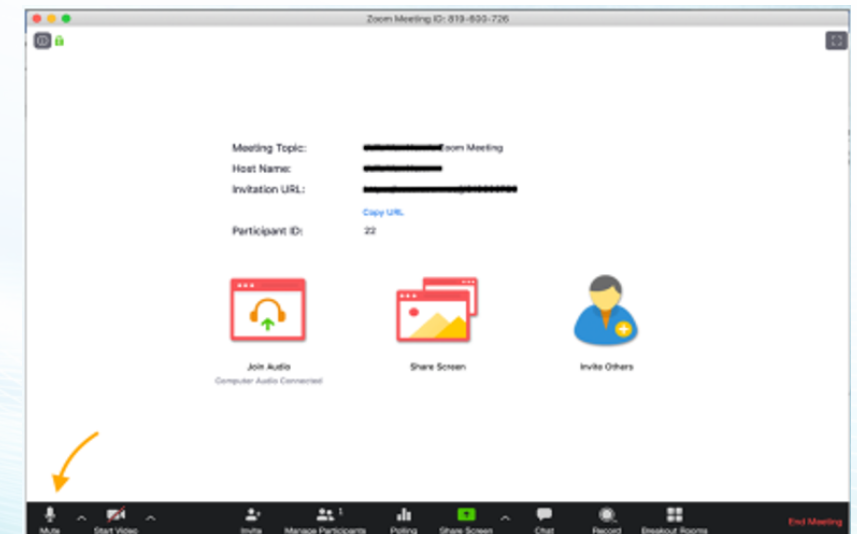 Zoom Meeting ID: 819-600-726
Meeting Topic: Zoom Meeting
Host Name:
Invitation URL:
Copy URL
Participant ID: 22
Join Audio
Computer Audio Connected
Share Screen
Invite Others
Mute
Start Video
Invite
Manage Participants
1
Polling
Share Screen
Chat
Record
Breakout Rooms
End Meeting